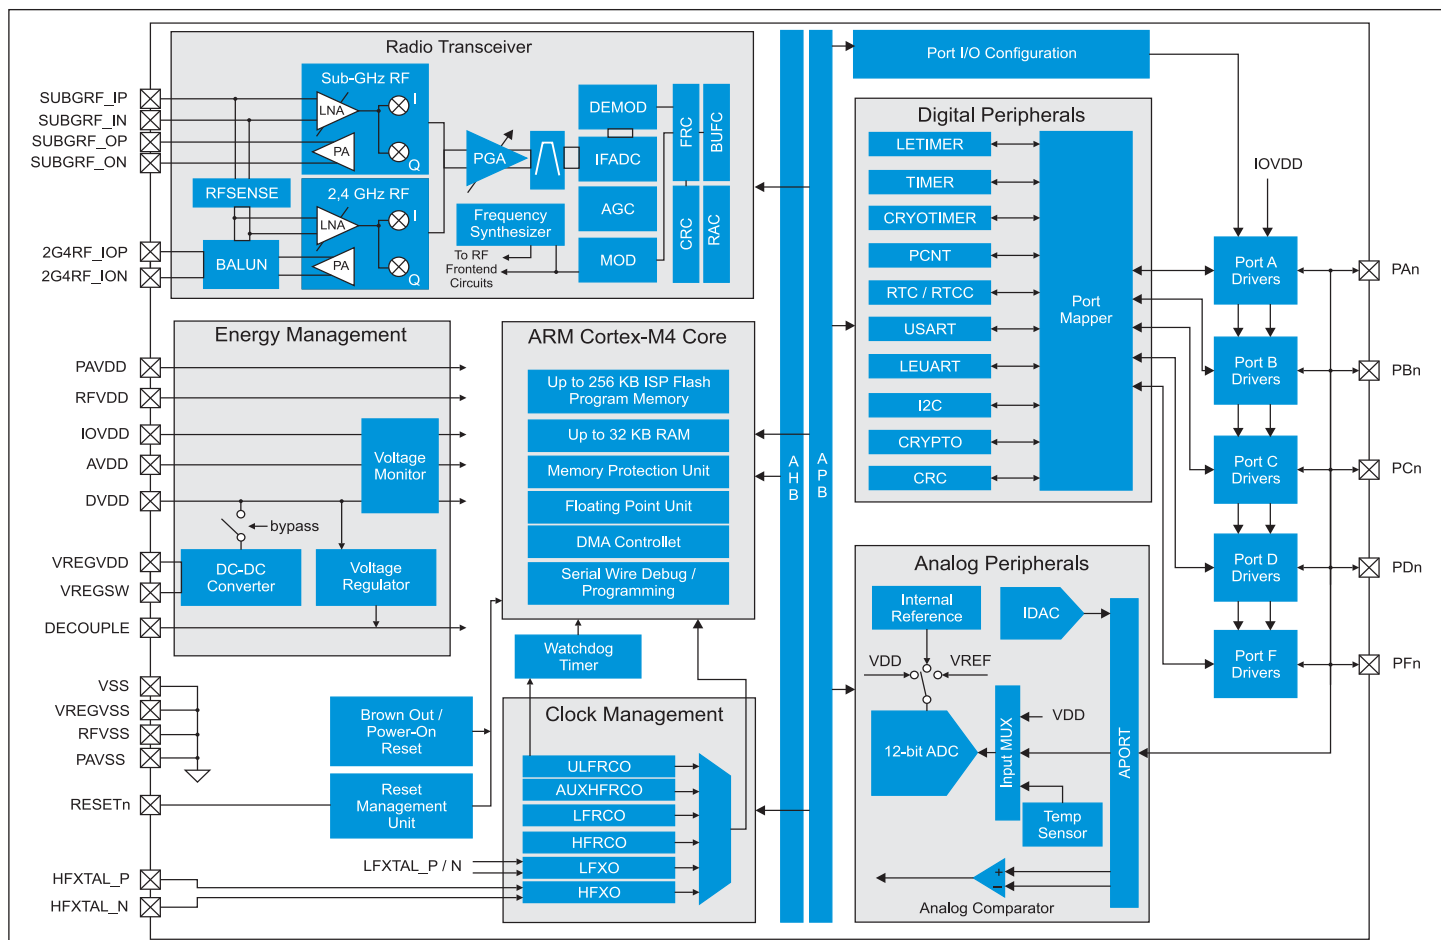 Radio Transceiver
SUBGRF_IP
SUBGRF_IN
SUBGRF_OP
SUBGRF_ON
2G4RF_IOP
2G4RF_ION
Sub-GHz RF
LNA
I
PA
Q
RFSENSE
2,4 GHz RF
LNA
I
PA
Q
BALUN
PGA
Frequency
Synthesizer
To RF
Frontend
Circuits
DEMOD
IFADC
AGC
MOD
FRC
BUFC
CRC
RAC
Energy Management
PAVDD
RFVDD
IOVDD
AVDD
DVDD
VREGVDD
VREGSW
DECOUPLE
Voltage
Monitor
bypass
DC-DC
Converter
Voltage
Regulator
VSS
VREGVSS
RFVSS
PAVSS
RESETn
HFXTAL_P
HFXTAL_N
ARM Cortex-M4 Core
Up to 256 KB ISP Flash
Program Memory
Up to 32 KB RAM
Memory Protection Unit
Floating Point Unit
DMA Controllet
Serial Wire Debug /
Programming
Watchdog
Timer
Brown Out /
Power-On
Reset
Reset
Management
Unit
Clock Management
ULFRCO
AUXHFRCO
LFRCO
HFRCO
LFXO
HFXO
LFXTAL_P / N
AHB
APB
Port I/O Configuration
Digital Peripherals
LETIMER
TIMER
CRYOTIMER
PCNT
RTC / RTCC
USART
LEUART
I2C
CRYPTO
CRC
Port
Mapper
IOVDD
Port A
Drivers
Port B
Drivers
Port C
Drivers
Port D
Drivers
Port F
Drivers
PAn
PBn
PCn
PDn
PFn
Analog Peripherals
Internal
Reference
IDAC
VDD
VREF
12-bit ADC
Input MUX
VDD
Temp
Sensor
APORT
+
−
Analog Comparator